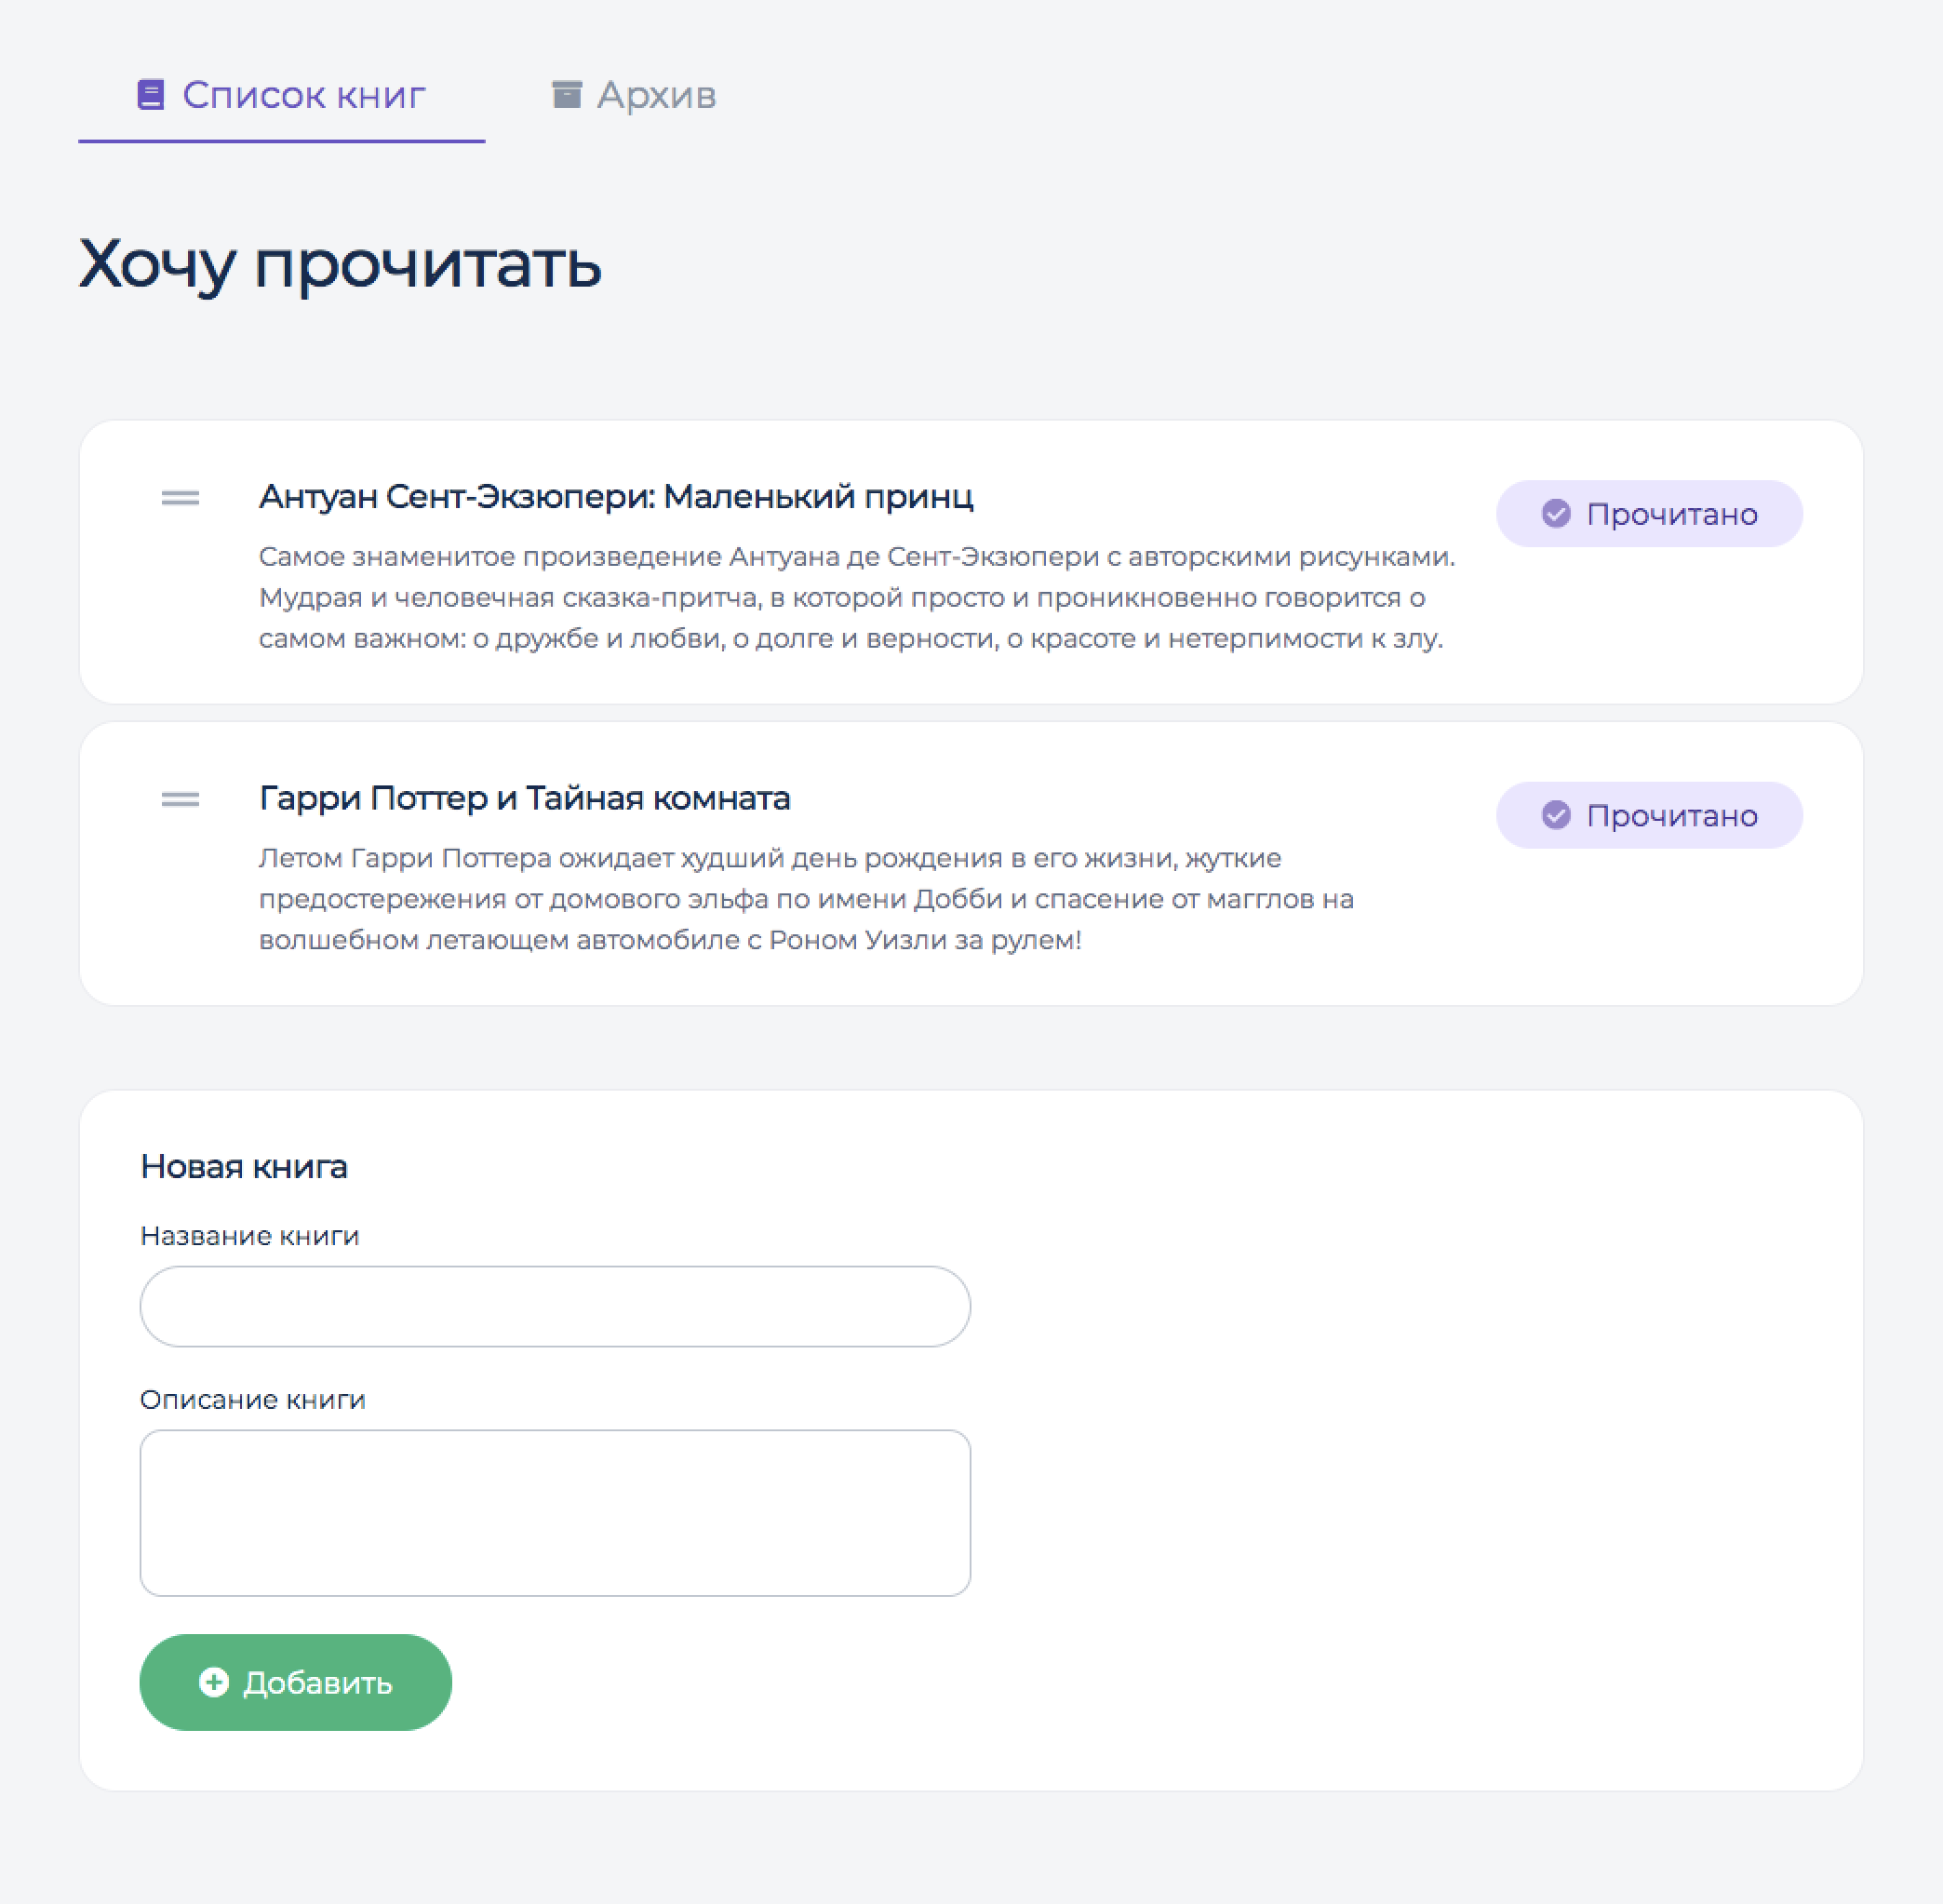 Список книг
Архив
Хочу прочитать
Антуан Сент-Экзюпери: Маленький принц
Прочитано
Самое знаменитое произведение Антуана де Сент-Экзюпери с авторскими рисунками.
Мудрая и человечная сказка-притча, в которой просто и проникновенно говорится о
самом важном: о дружбе и любви, о долге и верности, о красоте и нетерпимости к злу.
Гарри Поттер и Тайная комната
Прочитано
Летом Гарри Поттера ожидает худший день рождения в его жизни, жуткие
предостережения от домового эльфа по имени Добби и спасение от магглов на
волшебном летающем автомобиле с Роном Уизли за рулем!
Новая книга
Название книги
Описание книги
Добавить